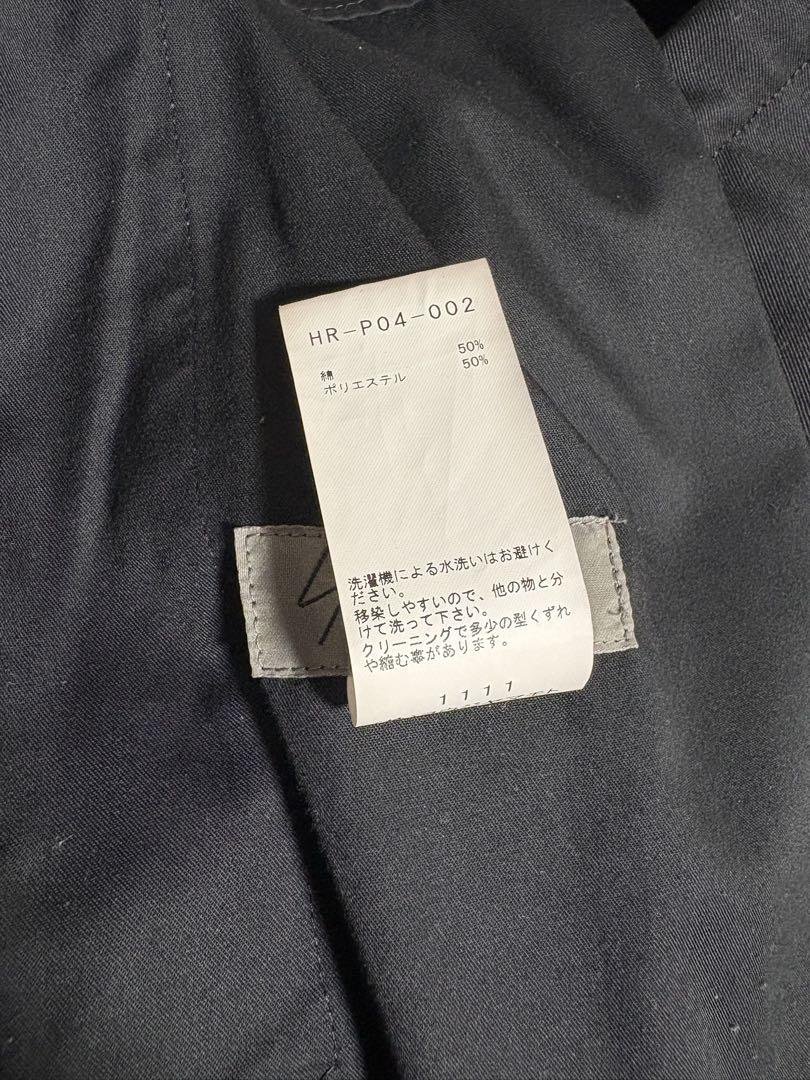 HR-P04-002
綿 50%
ポリエステル 50%
洗濯機による水洗いはお避けく
ださい。
移染しやすいので、他の物と分
けて洗って下さい。
クリーニングで多少の型くずれ
や縮む事があります。
1111